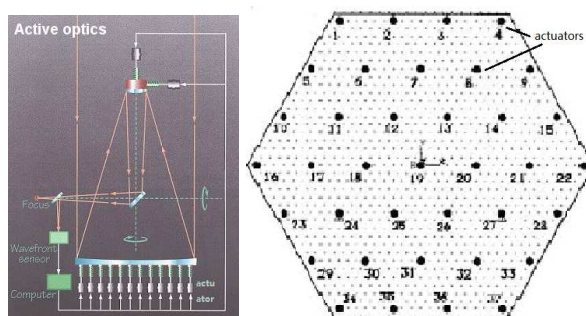 Active optics
Focus
Wavefront
sensor
Computer
actu
ator
actuators
1 2 3 4
5 6 7 8 9
10 11 12 13 14 15
16 17 18 19 20 21 22
23 24 25 26 27 28
29 30 31 32 33
34 35 36 37